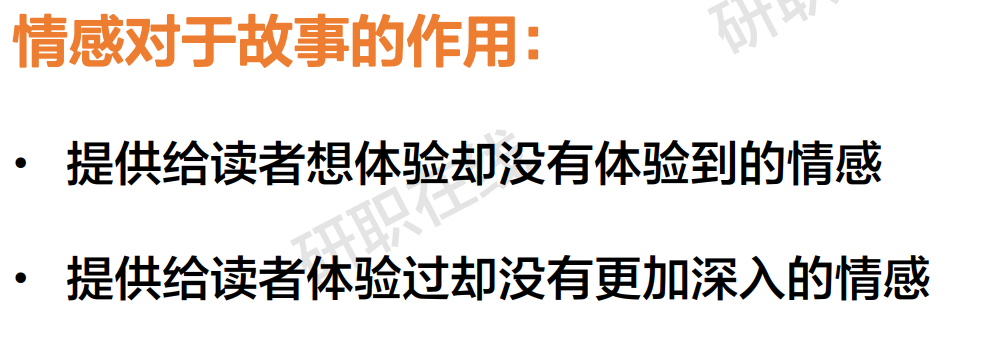 研职
情感对于故事的作用：
• 提供给读者想体验却没有体验到的情感
研职在线
• 提供给读者体验过却没有更加深入的情感